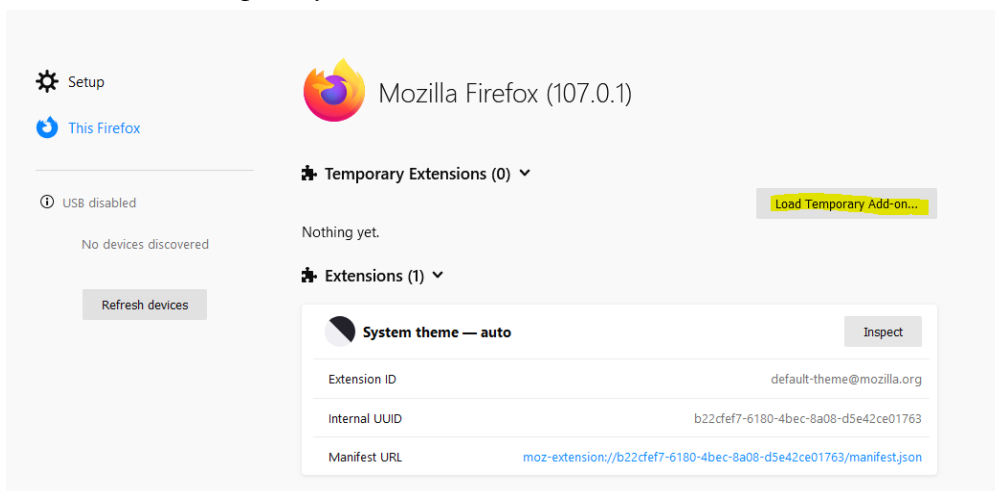 Setup
This Firefox
USB disabled
No devices discovered
Refresh devices
Mozilla Firefox (107.0.1)
Temporary Extensions (0)
Load Temporary Add-on...
Nothing yet.
Extensions (1)
System theme — auto
Inspect
Extension ID
default-theme@mozilla.org
Internal UUID
b22cfef7-6180-4bec-8a08-d5e42ce01763
Manifest URL
moz-extension://b22cfef7-6180-4bec-8a08-d5e42ce01763/manifest.json